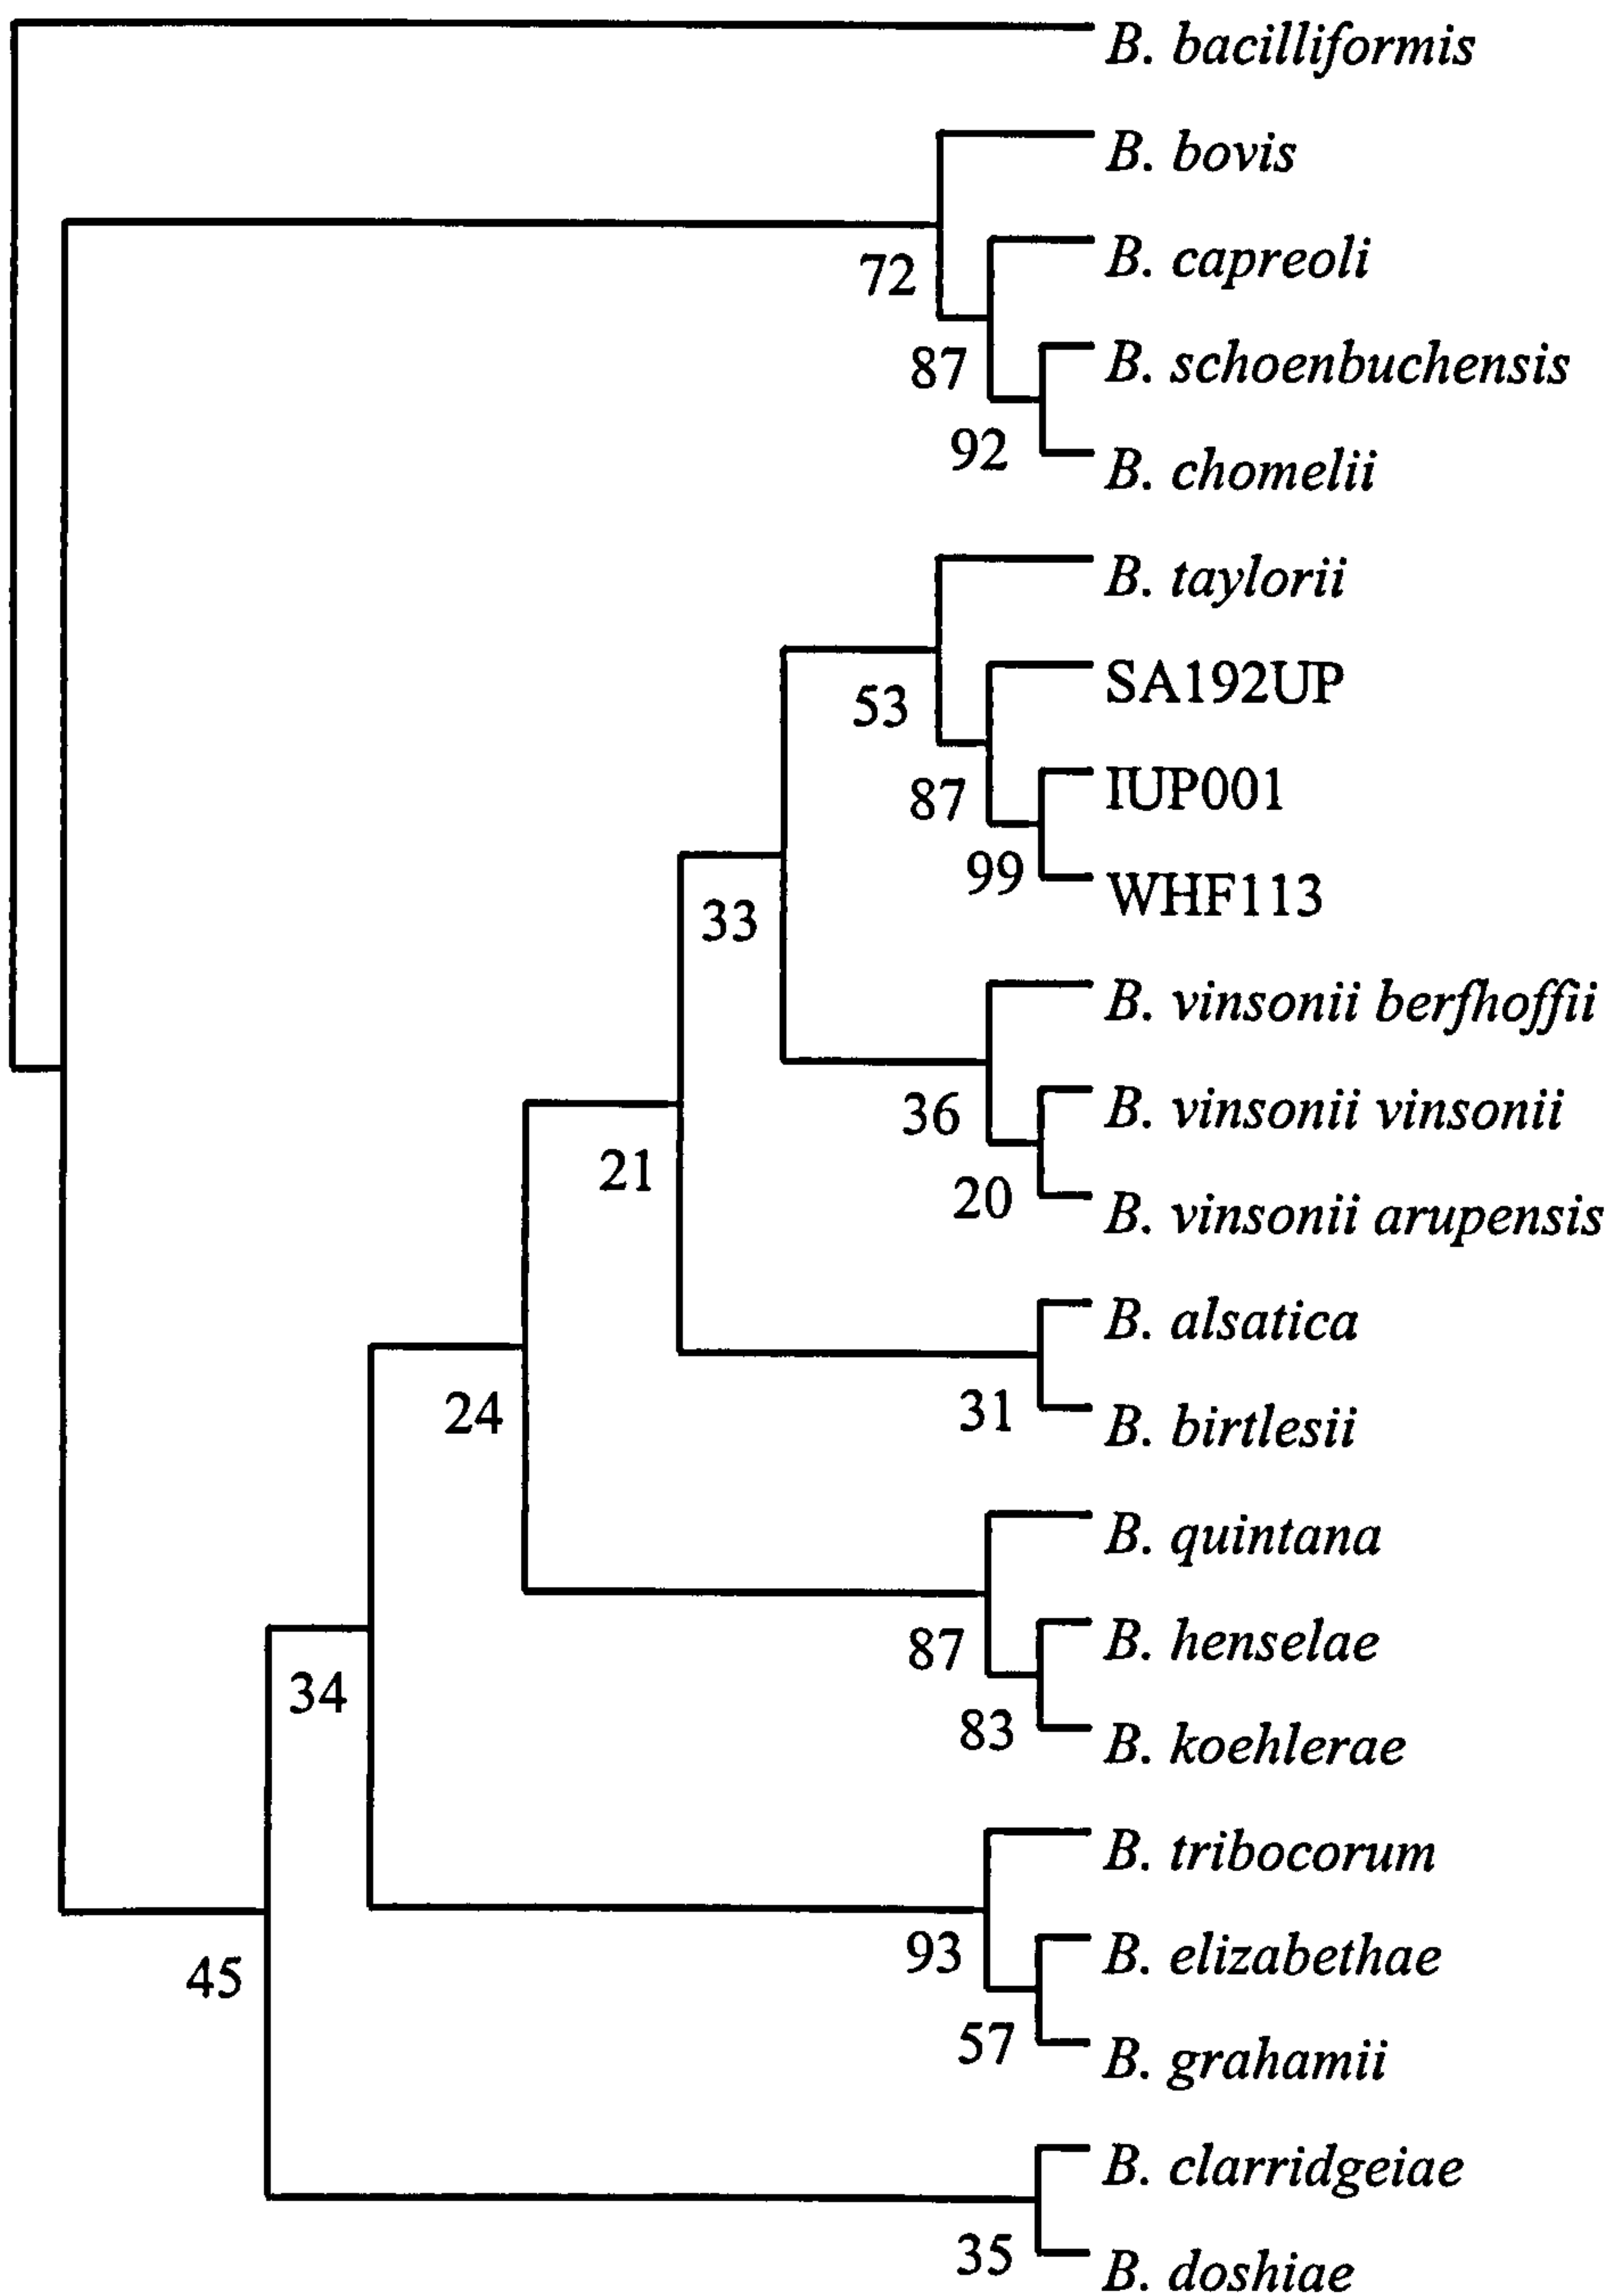 B. bacilliformis
B. bovis
B. capreoli
72
B. schoenbuchensis
87
92
B. chomelii
B. taylorii
SA192UP
53
IUP001
87
99
WHF113
33
B. vinsonii berfhoffii
36
B. vinsonii vinsonii
21
20
B. vinsonii arupensis
B. alsatica
24
31
B. birtlesii
B. quintana
87
B. henselae
34
83
B. koehlerae
B. tribocorum
93
B. elizabethae
45
57
B. grahamii
B. clarridgeiae
35
B. doshiae